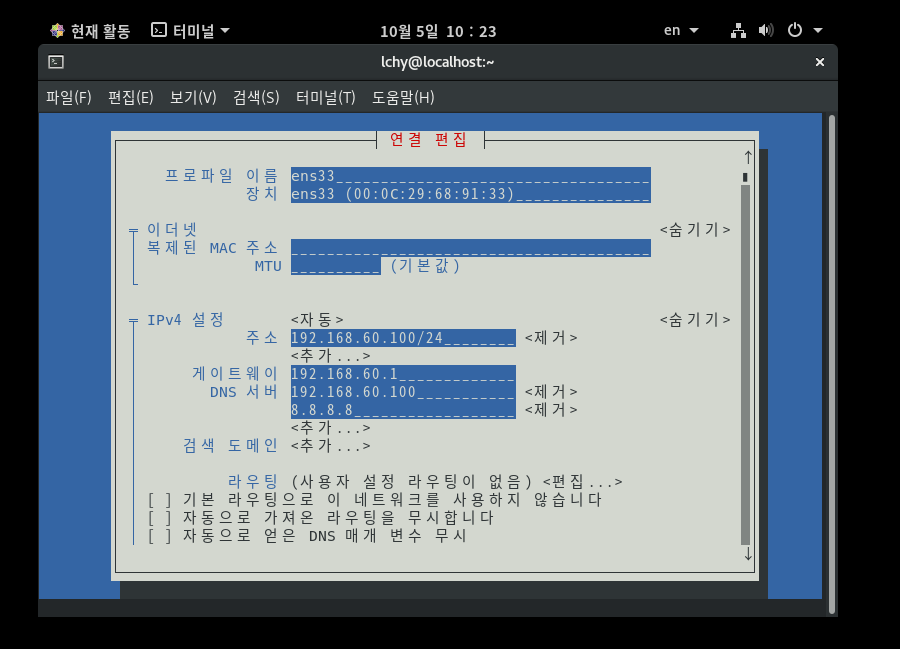 현재 활동 터미널 10월 5일 10:23 en
lchy@localhost:~
파일(F) 편집(E) 보기(V) 검색(S) 터미널(T) 도움말(H)
연결 편집
프로파일 이름 ens33
장치 ens33 (00:0C:29:68:91:33)
이더넷 <숨기기>
복제된 MAC 주소
MTU (기본값)
IPv4 설정 <자동> <숨기기>
주소 192.168.60.100/24 <제거>
<추가...>
게이트웨이 192.168.60.1
DNS 서버 192.168.60.100 <제거>
8.8.8.8 <제거>
<추가...>
검색 도메인 <추가...>
라우팅 (사용자 설정 라우팅이 없음) <편집...>
[ ] 기본 라우팅으로 이 네트워크를 사용하지 않습니다
[ ] 자동으로 가져온 라우팅을 무시합니다
[ ] 자동으로 얻은 DNS 매개 변수 무시